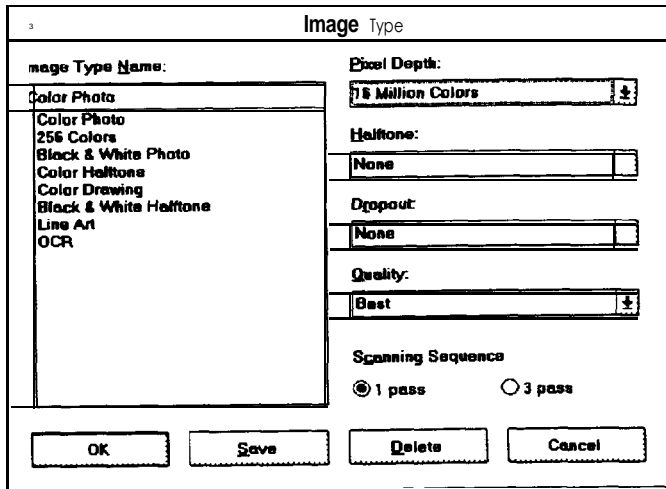 3
Image Type
mage Type Name:
Color Photo
Color Photo
256 Colors
Black & White Photo
Color Halftone
Color Drawing
Black & White Halftone
Line Art
OCR
Pixel Depth:
16 Million Colors
Halftone:
None
Dropout:
None
Quality:
Best
Scanning Sequence
1 pass
3 pass
OK
Save
Delete
Cancel